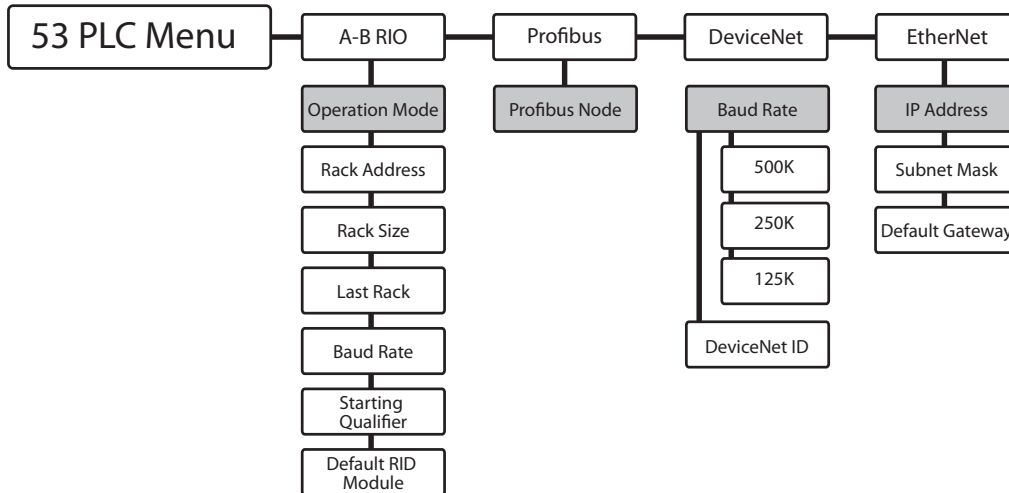 53 PLC Menu
A-B RIO
Profibus
DeviceNet
EtherNet
Operation Mode
Rack Address
Rack Size
Last Rack
Baud Rate
Starting
Qualifier
Default RID
Module
Profibus Node
Baud Rate
500K
250K
125K
DeviceNet ID
IP Address
Subnet Mask
Default Gateway